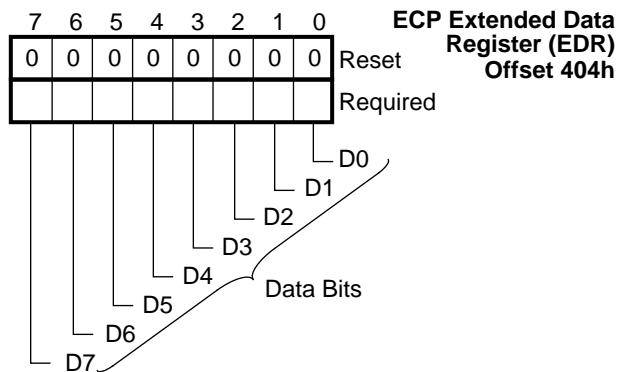 7 6 5 4 3 2 1 0
ECP Extended Data
Register (EDR)
Offset 404h
0 0 0 0 0 0 0 0 Reset
Required
D0
D1
D2
D3
D4
Data Bits
D5
D6
D7